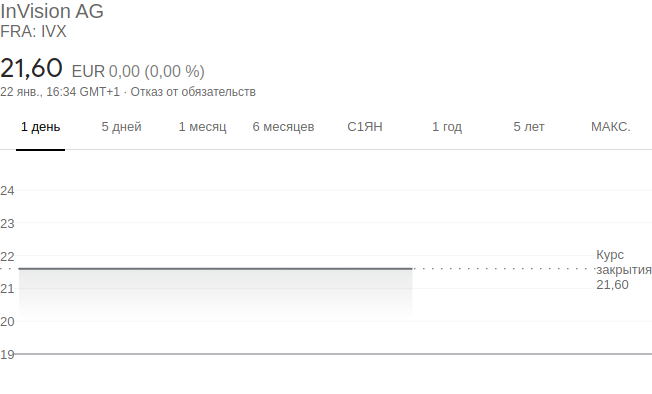 InVision AG
FRA: IVX
21,60 EUR 0,00 (0,00 %)
22 янв., 16:34 GMT+1 · Отказ от обязательств
1 день 5 дней 1 месяц 6 месяцев С1ЯН 1 год 5 лет МАКС.
24
23
22
21
20
19
Курс
закрытия
21,60